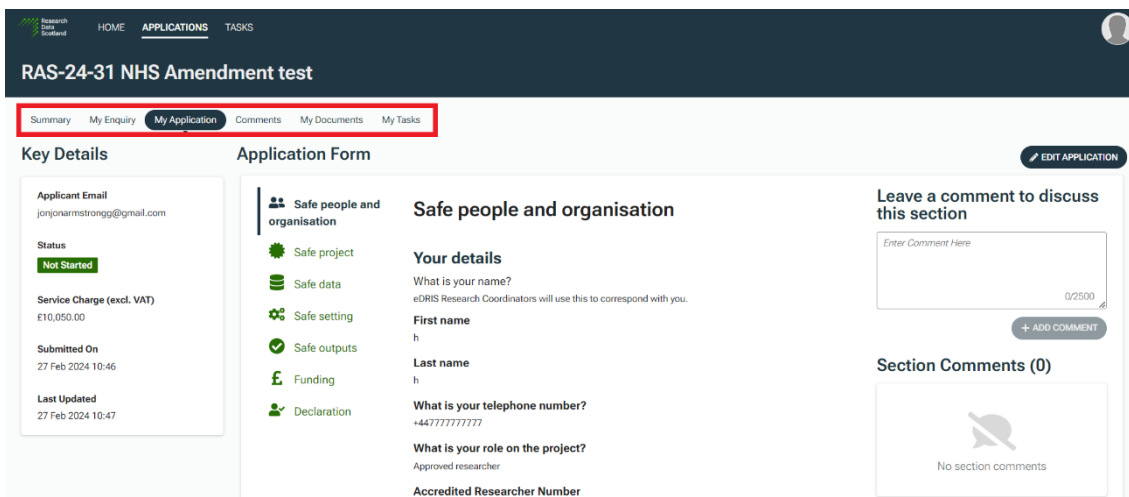 Research
Data
Scotland
HOME APPLICATIONS TASKS
RAS-24-31 NHS Amendment test
Summary My Enquiry My Application Comments My Documents My Tasks
Key Details
Applicant Email
jonjonarmstrongg@gmail.com
Status
Not Started
Service Charge (excl. VAT)
£10,050.00
Submitted On
27 Feb 2024 10:46
Last Updated
27 Feb 2024 10:47
Application Form
EDIT APPLICATION
Safe people and
organisation
Safe project
Safe data
Safe setting
Safe outputs
Funding
Declaration
Safe people and organisation
Your details
What is your name?
eDRIS Research Coordinators will use this to correspond with you.
First name
h
Last name
h
What is your telephone number?
+447777777777
What is your role on the project?
Approved researcher
Accredited Researcher Number
Leave a comment to discuss
this section
Enter Comment Here
0/2500
+ ADD COMMENT
Section Comments (0)
No section comments